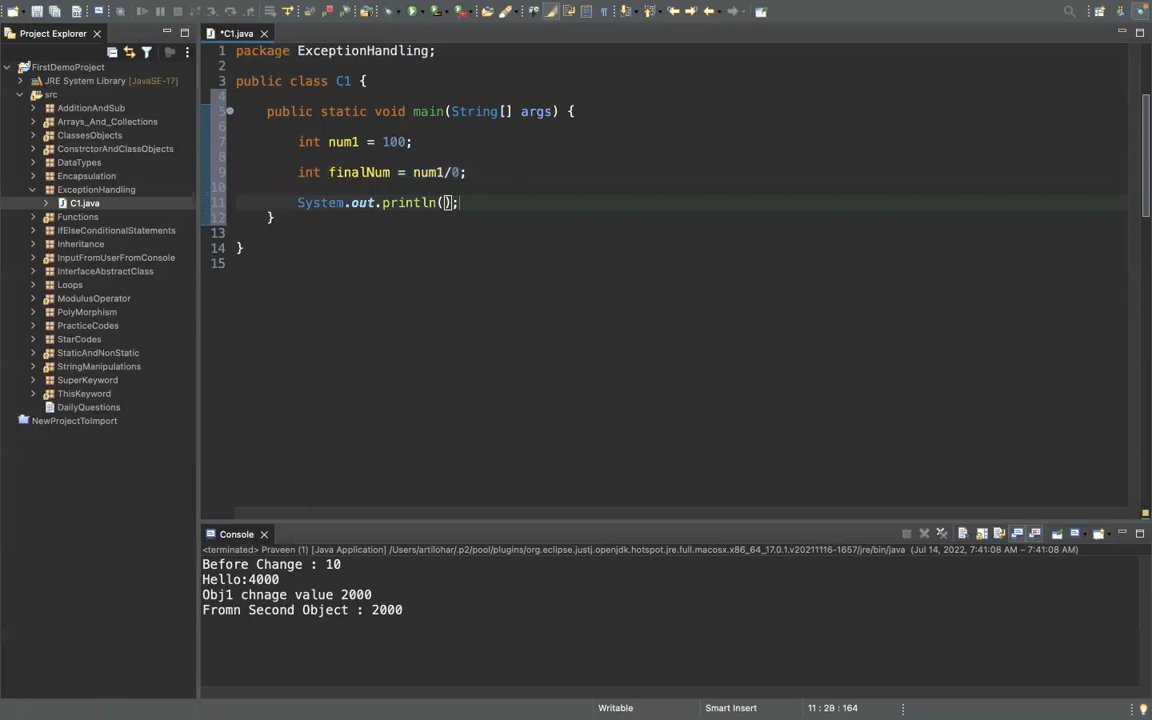 Project Explorer
FirstDemoProject
JRE System Library [JavaSE-17]
src
AdditionAndSub
Arrays_And_Collections
ClassesObjects
ConstrctorAndClassObjects
DataTypes
Encapsulation
ExceptionHandling
C1.java
Functions
IfElseConditionalStatements
Inheritance
InputFromUserFromConsole
InterfaceAbstractClass
Loops
ModulusOperator
PolyMorphism
PracticeCodes
StarCodes
StaticAndNonStatic
StringManipulations
SuperKeyword
ThisKeyword
DailyQuestions
NewProjectToImport
*C1.java
1 package ExceptionHandling;
2
3 public class C1 {
4
5 public static void main(String[] args) {
6
7 int num1 = 100;
8
9 int finalNum = num1/0;
10
11 System.out.println();
12 }
13
14 }
15
Console
<terminated> Praveen (1) [Java Application] /Users/artilohar/.p2/pool/plugins/org.eclipse.justj.openjdk.hotspot.jre.full.macosx.x86_64_17.0.1.v20211116-1657/jre/bin/java (Jul 14, 2022, 7:41:08 AM – 7:41:08 AM)
Before Change : 10
Hello:4000
Obj1 chnage value 2000
Fromn Second Object : 2000
Writable
Smart Insert
11 : 28 : 164